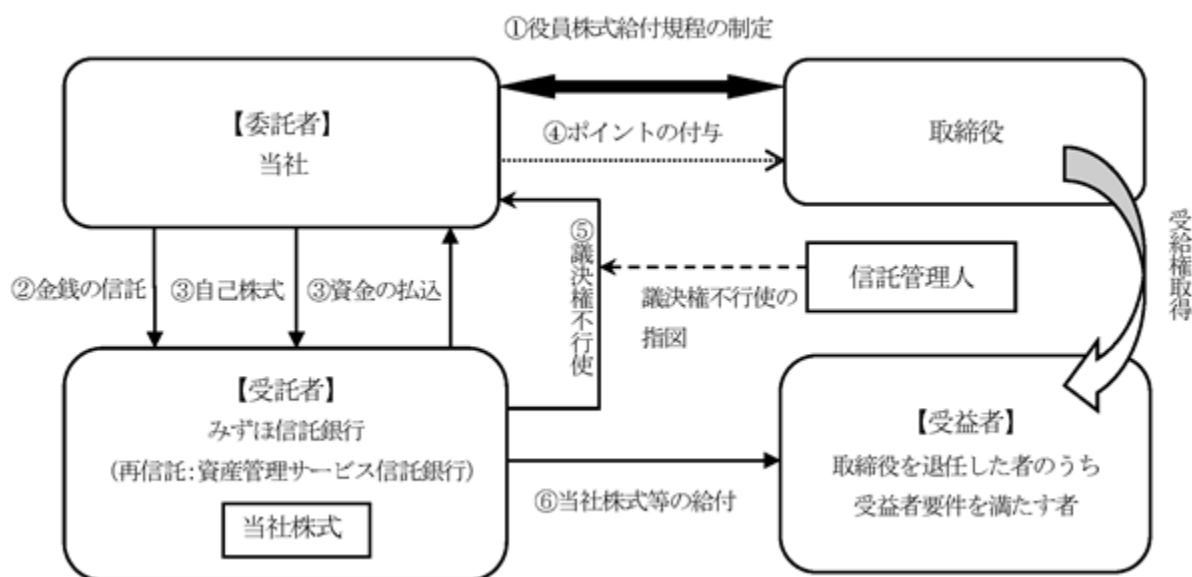 ①役員株式給付規程の制定
【委託者】
当社
④ポイントの付与
取締役
②金銭の信託
③自己株式
③資金の払込
⑤議決権不行使
議決権不行使の
指図
信託管理人
受給権取得
【受託者】
みずほ信託銀行
(再信託:資産管理サービス信託銀行)
当社株式
⑥当社株式等の給付
【受益者】
取締役を退任した者のうち
受益者要件を満たす者